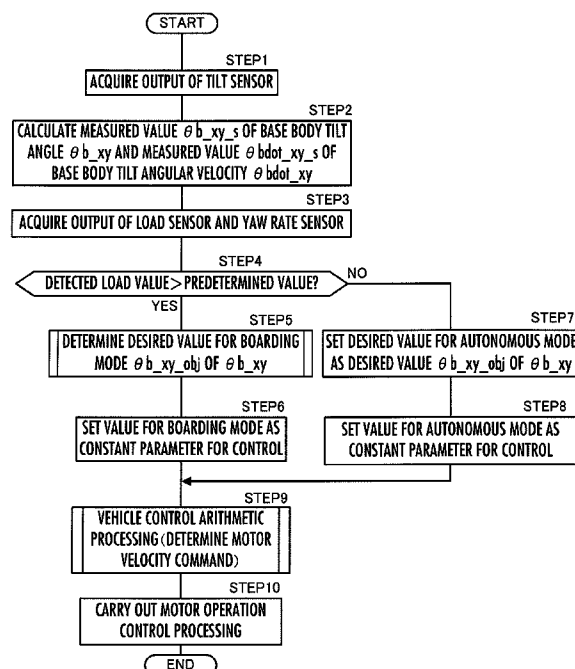 START
STEP1
ACQUIRE OUTPUT OF TILT SENSOR
STEP2
CALCULATE MEASURED VALUE θb_xy_s OF BASE BODY TILT
ANGLE θb_xy AND MEASURED VALUE θbdot_xy_s OF
BASE BODY TILT ANGULAR VELOCITY θbdot_xy
STEP3
ACQUIRE OUTPUT OF LOAD SENSOR AND YAW RATE SENSOR
STEP4
DETECTED LOAD VALUE>PREDETERMINED VALUE?
NO
YES
STEP5
DETERMINE DESIRED VALUE FOR BOARDING
MODE θb_xy_obj OF θb_xy
STEP7
SET DESIRED VALUE FOR AUTONOMOUS MODE
AS DESIRED VALUE θb_xy_obj OF θb_xy
STEP6
SET VALUE FOR BOARDING MODE AS
CONSTANT PARAMETER FOR CONTROL
STEP8
SET VALUE FOR AUTONOMOUS MODE AS
CONSTANT PARAMETER FOR CONTROL
STEP9
VEHICLE CONTROL ARITHMETIC
PROCESSING(DETERMINE MOTOR
VELOCITY COMMAND)
STEP10
CARRY OUT MOTOR OPERATION
CONTROL PROCESSING
END